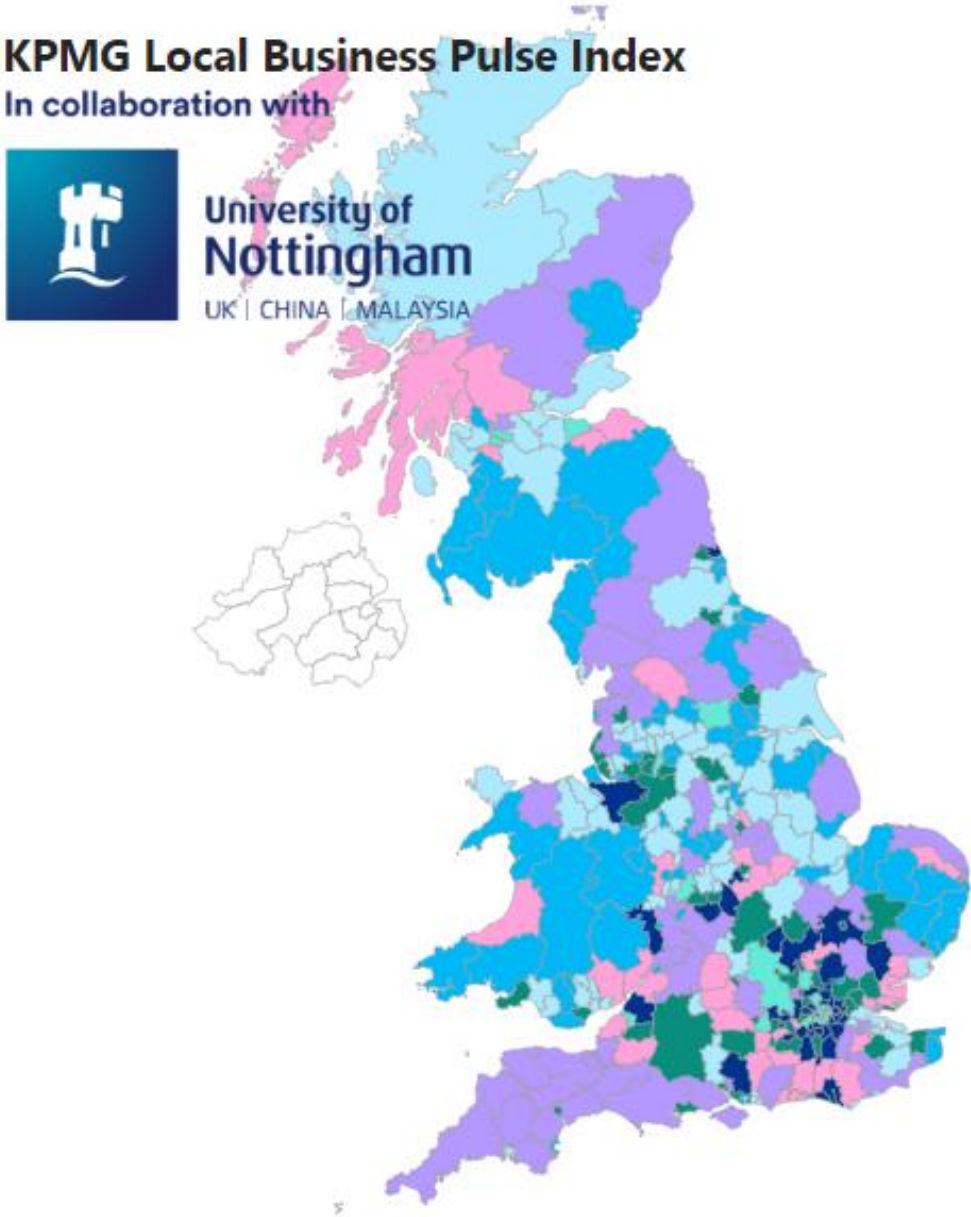 KPMG Local Business Pulse Index
In collaboration with
University of
Nottingham
UK | CHINA | MALAYSIA